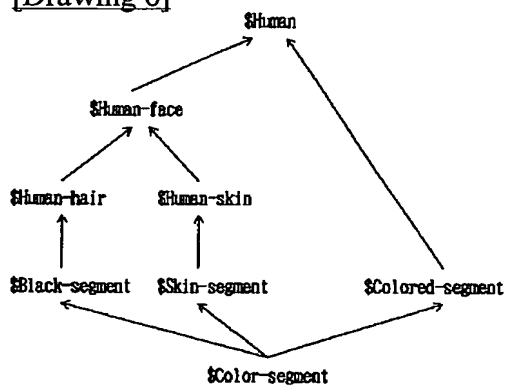 [Drawing 6]
$Human
$Human-face
$Human-hair $Human-skin
$Black-segment $Skin-segment $Colored-segment
$Color-segment